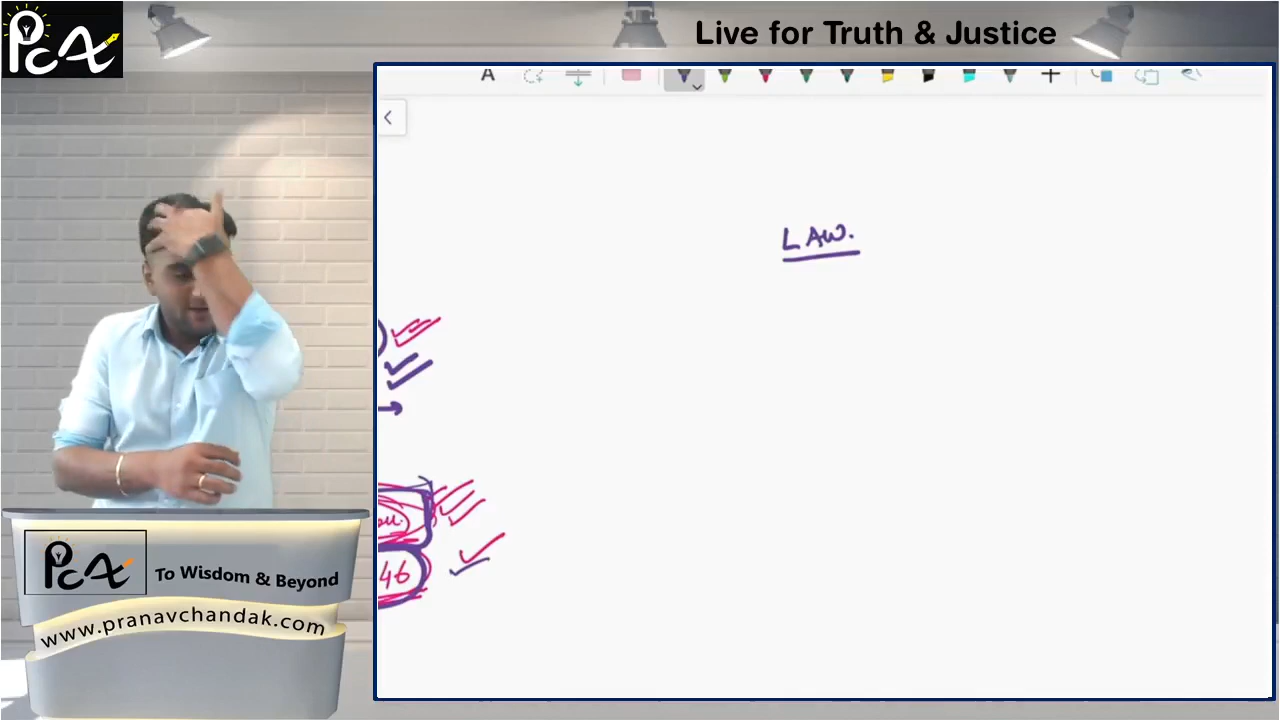 PCA
Live for Truth & Justice
A
LAW.
46
PCA
To Wisdom & Beyond
www.pranavchandak.com